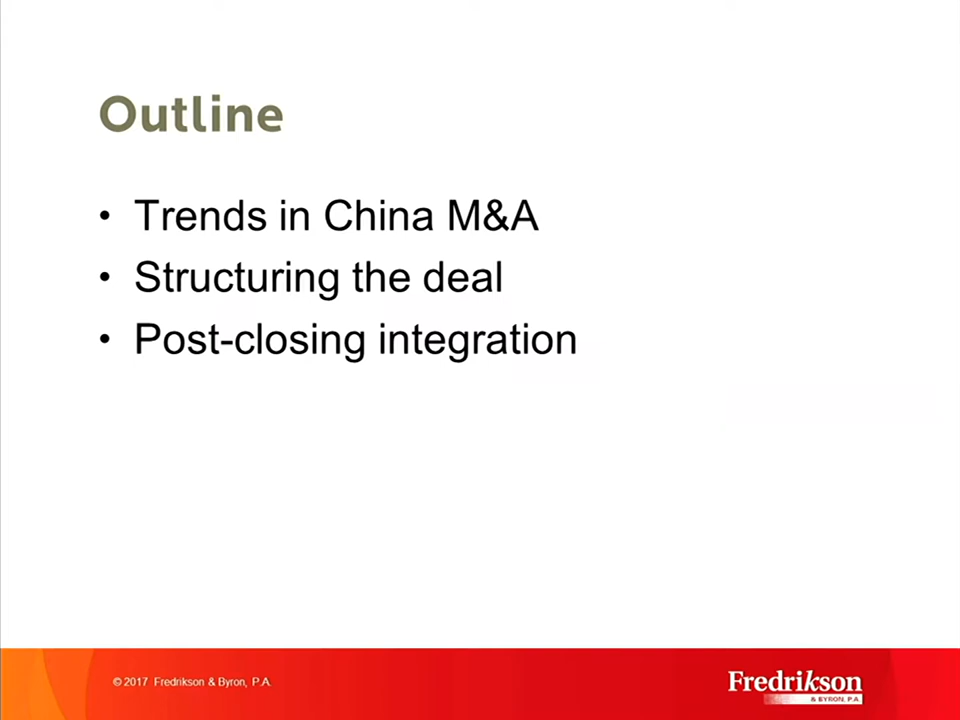 Outline
• Trends in China M&A
• Structuring the deal
• Post-closing integration
© 2017 Fredrikson & Byron, P.A.
Fredrikson
& BYRON, P.A.